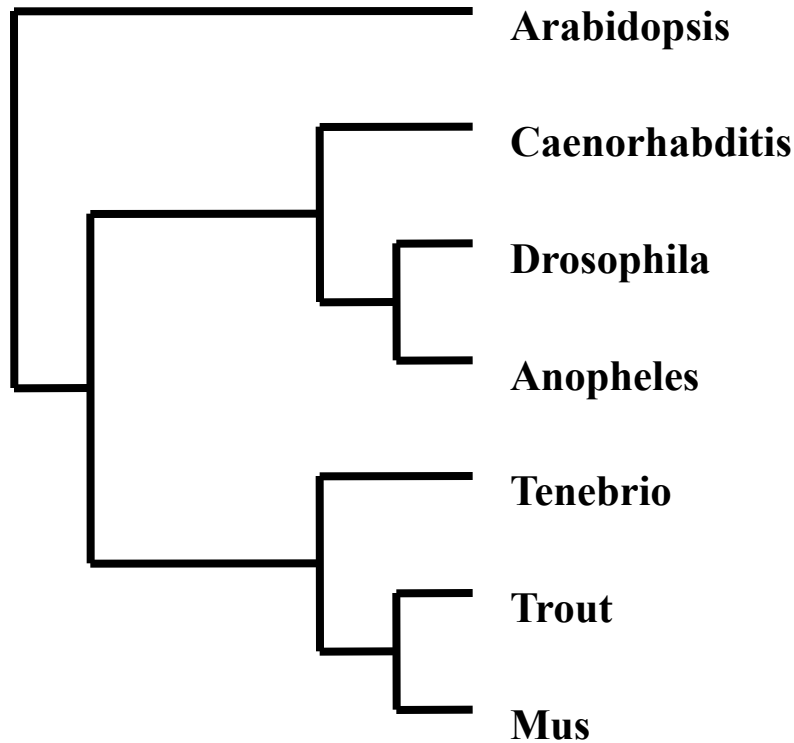 Arabidopsis
Caenorhabditis
Drosophila
Anopheles
Tenebrio
Trout
Mus